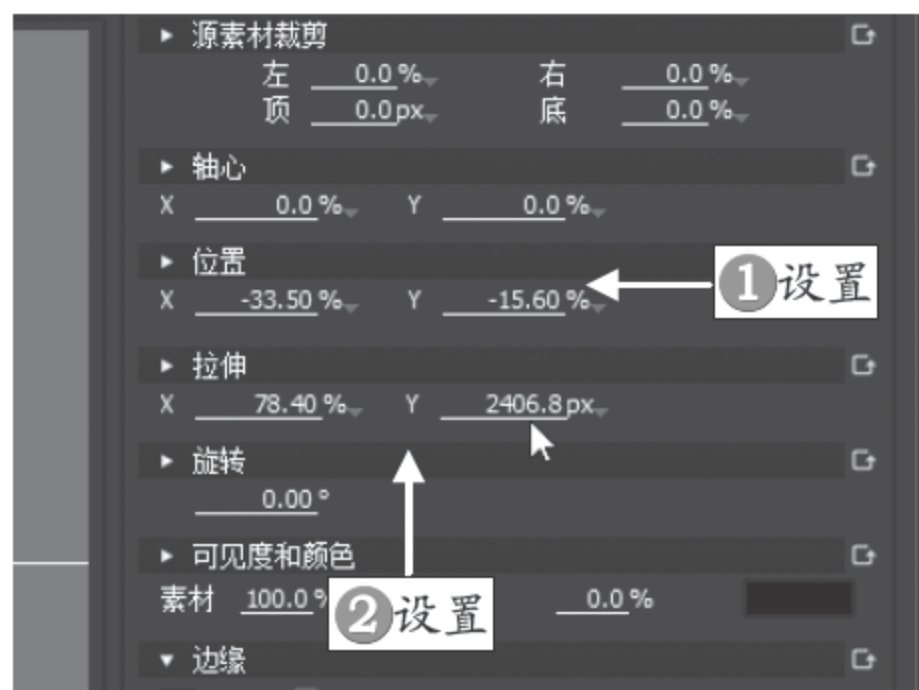 源素材裁剪
左 0.0 % 右 0.0 %
顶 0.0 px 底 0.0 %
轴心
X 0.0 % Y 0.0 %
位置
X -33.50 % Y -15.60 %
1 设置
拉伸
X 78.40 % Y 2406.8 px
旋转
0.00 °
可见度和颜色
素材 100.0 % 0.0 %
2 设置
边缘